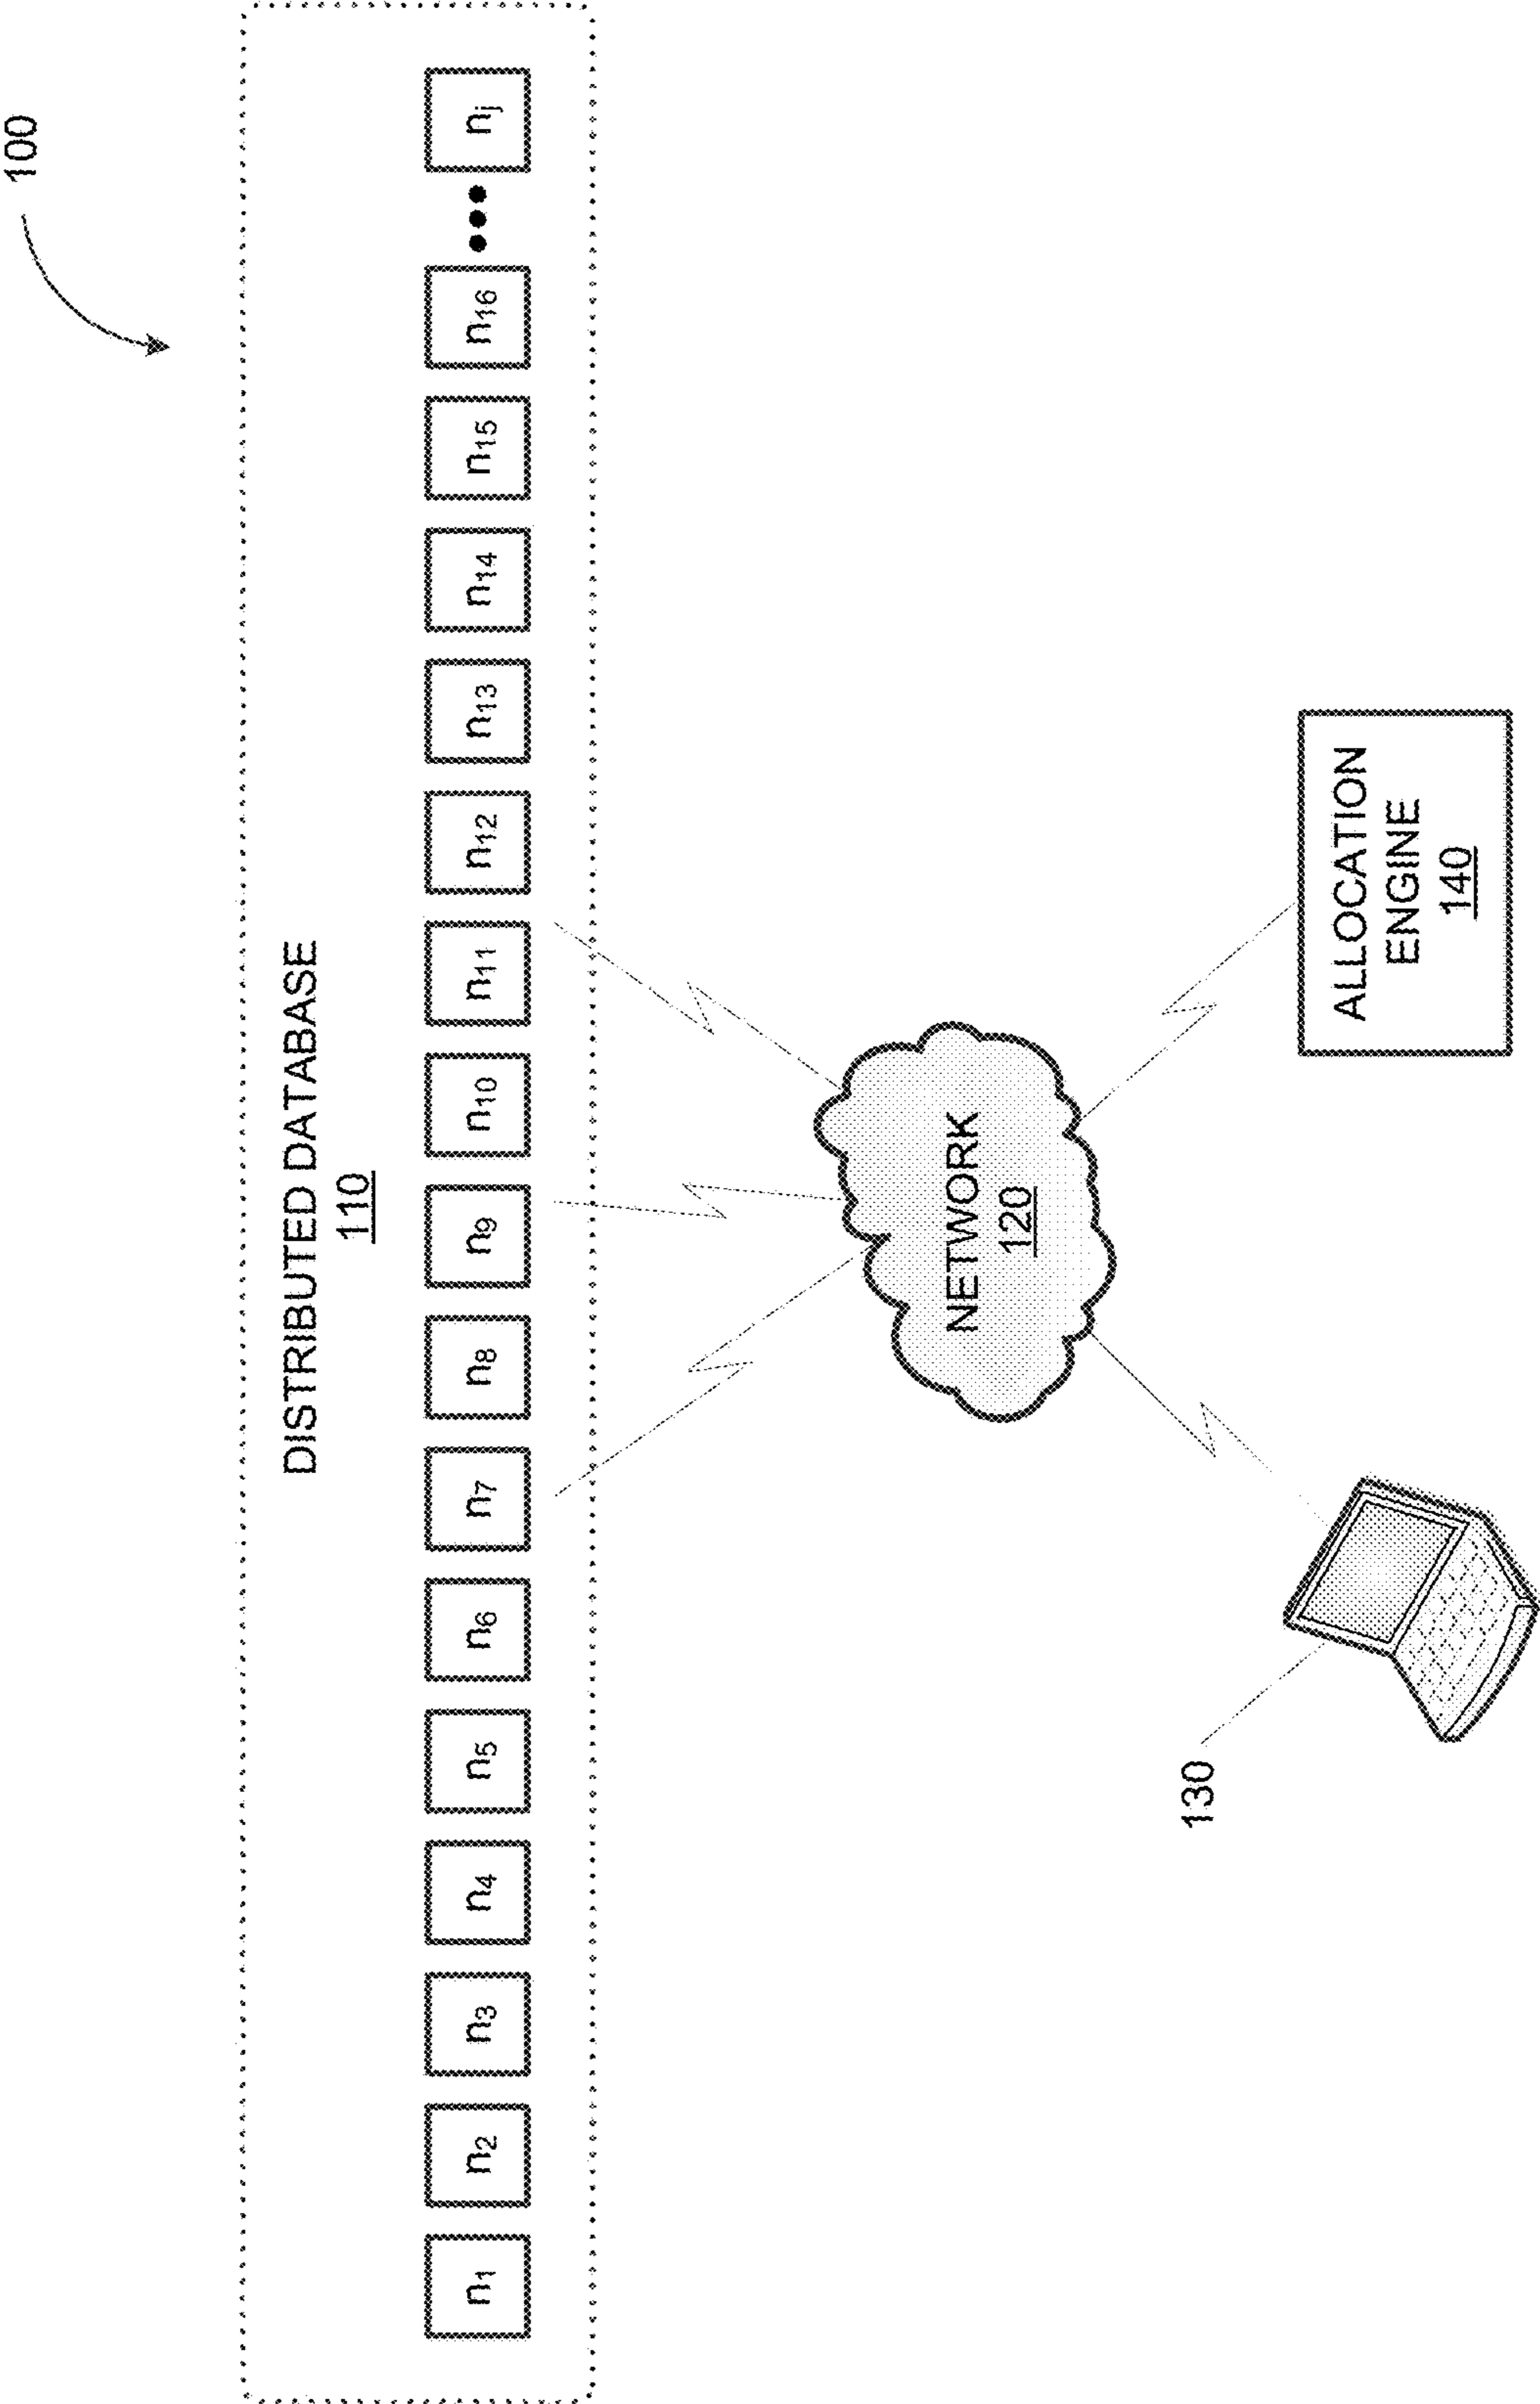 100
DISTRIBUTED DATABASE
110
n1 n2 n3 n4 n5 n6 n7 n8 n9 n10 n11 n12 n13 n14 n15 n16 ••• nj
NETWORK
120
130
ALLOCATION
ENGINE
140